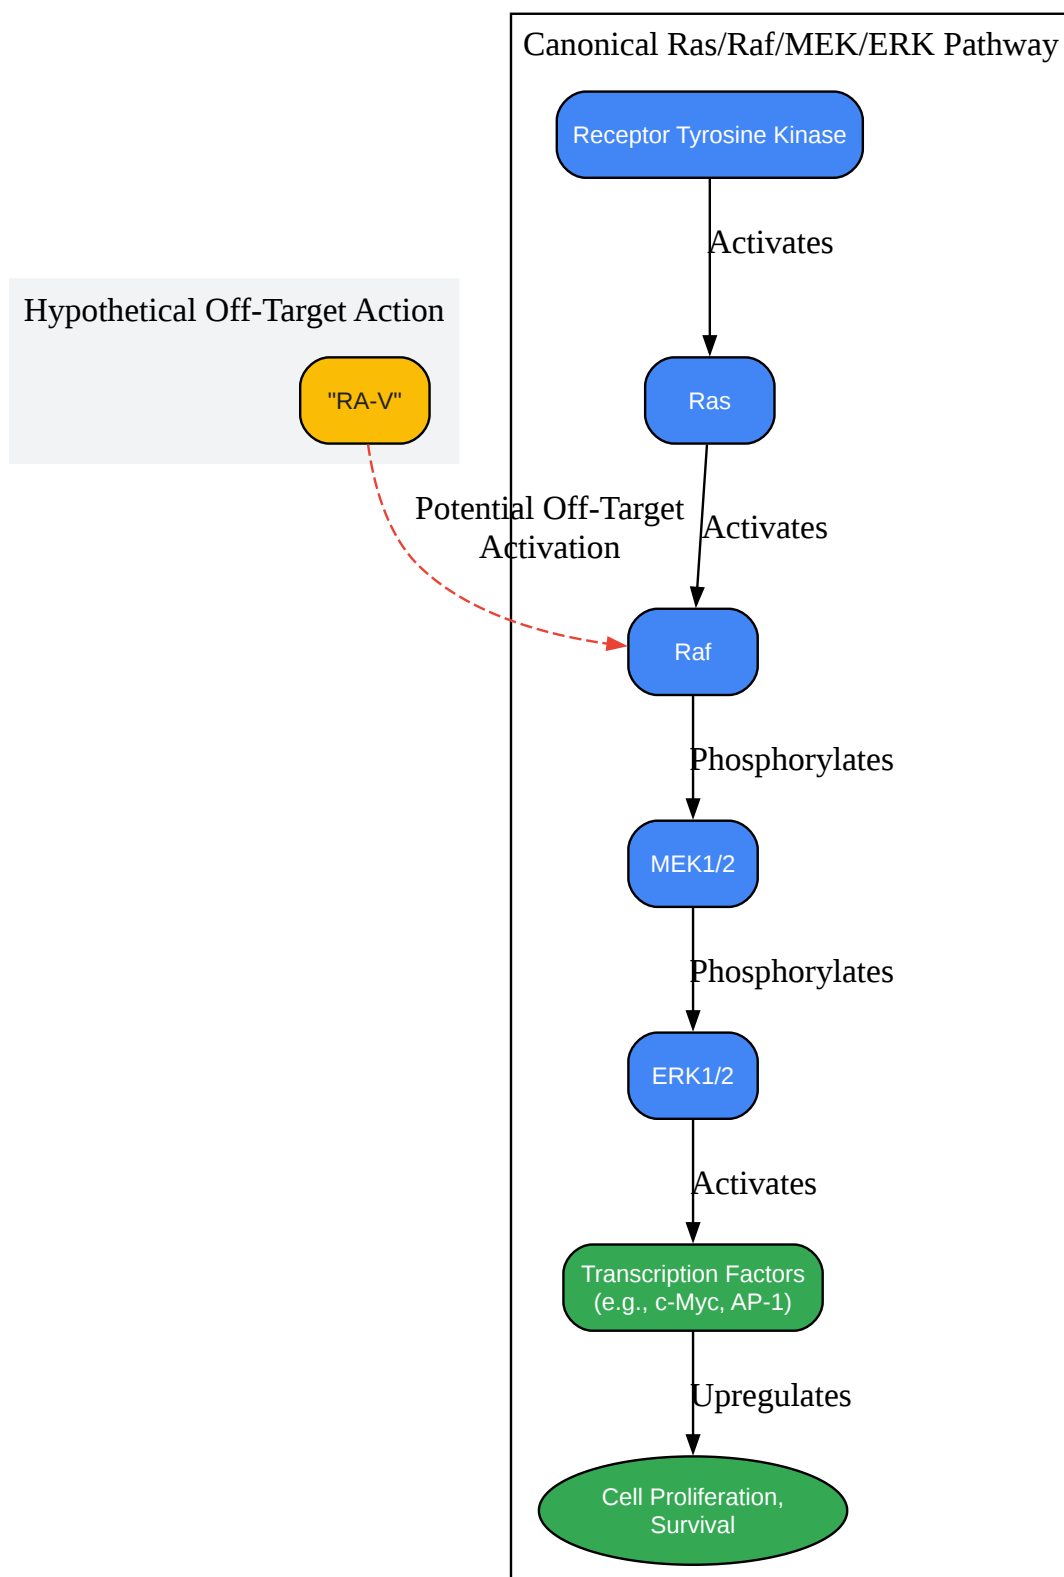 Canonical Ras/Raf/MEK/ERK Pathway
Receptor Tyrosine Kinase
Activates
Hypothetical Off-Target Action
"RA-V"
Ras
Potential Off-Target
Activation
Activates
Raf
Phosphorylates
MEK1/2
Phosphorylates
ERK1/2
Activates
Transcription Factors
(e.g., c-Myc, AP-1)
Upregulates
Cell Proliferation,
Survival